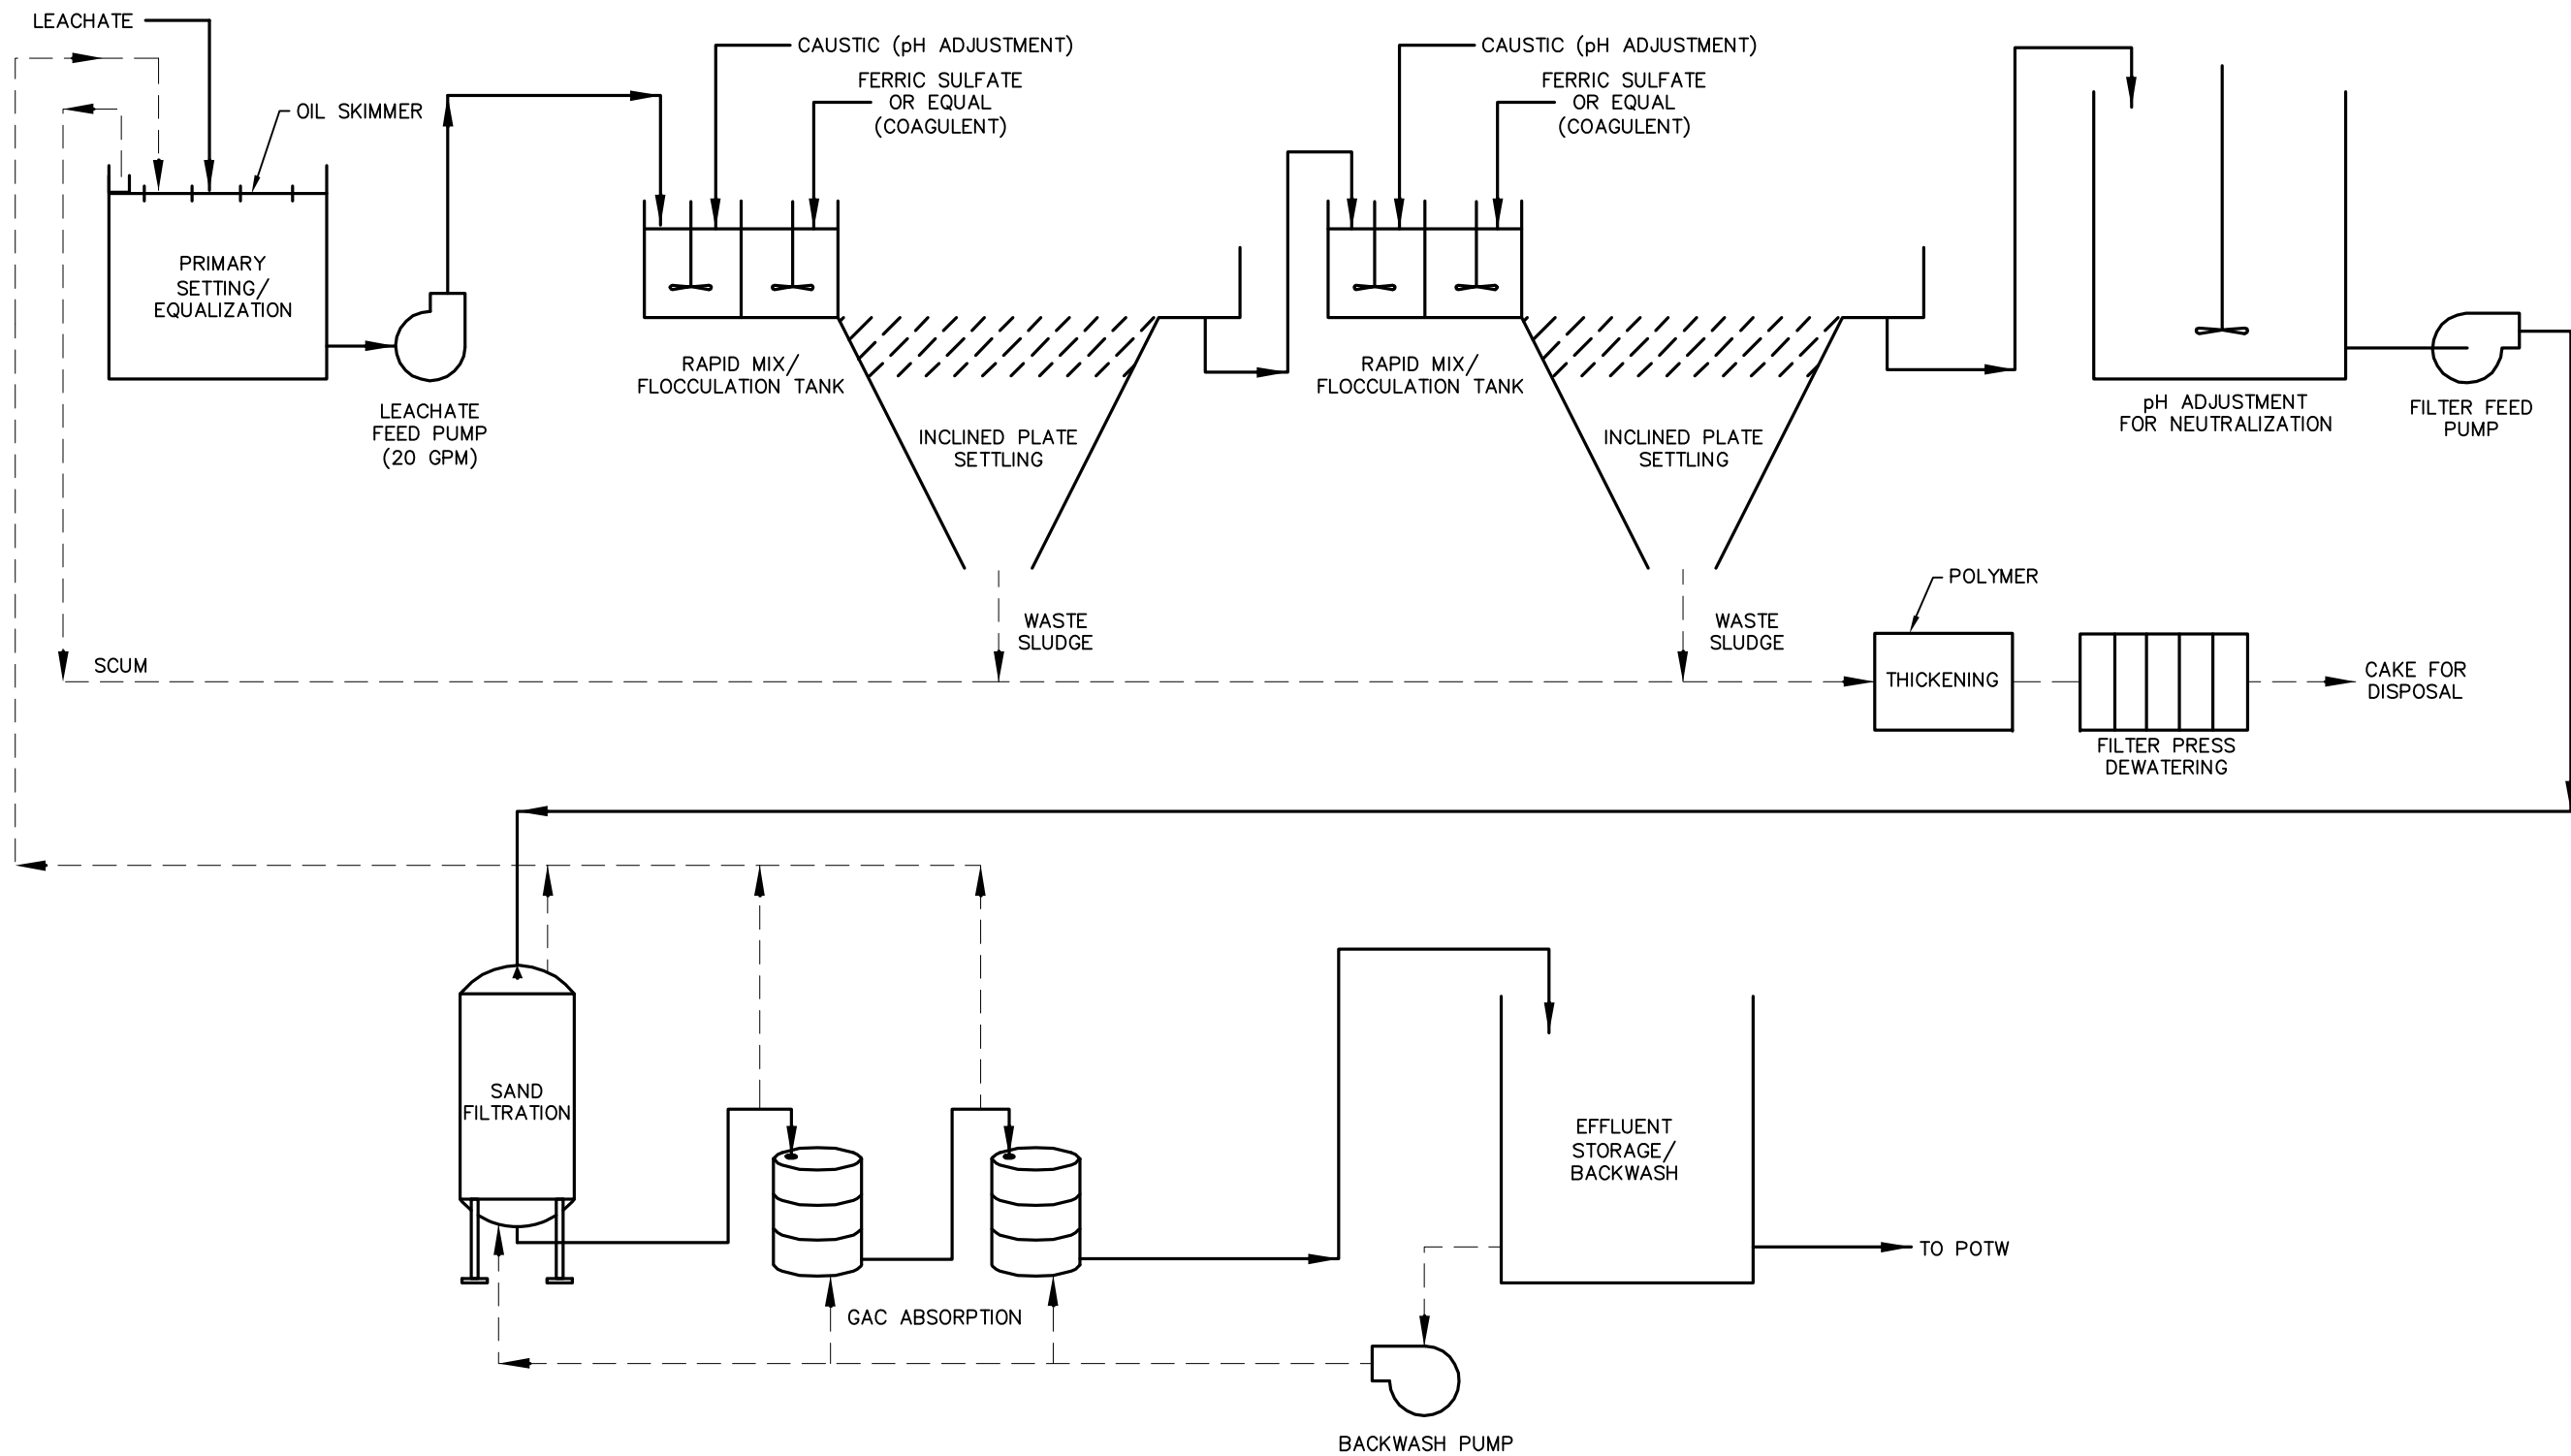 LEACHATE
OIL SKIMMER
PRIMARY
SETTING/
EQUALIZATION
LEACHATE
FEED PUMP
(20 GPM)
CAUSTIC (pH ADJUSTMENT)
FERRIC SULFATE
OR EQUAL
(COAGULENT)
RAPID MIX/
FLOCCULATION TANK
INCLINED PLATE
SETTLING
WASTE
SLUDGE
CAUSTIC (pH ADJUSTMENT)
FERRIC SULFATE
OR EQUAL
(COAGULENT)
RAPID MIX/
FLOCCULATION TANK
INCLINED PLATE
SETTLING
WASTE
SLUDGE
pH ADJUSTMENT
FOR NEUTRALIZATION
FILTER FEED
PUMP
SCUM
POLYMER
THICKENING
FILTER PRESS
DEWATERING
CAKE FOR
DISPOSAL
SAND
FILTRATION
GAC ABSORPTION
EFFLUENT
STORAGE/
BACKWASH
TO POTW
BACKWASH PUMP